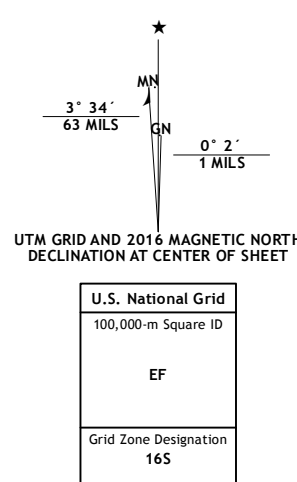 ★
MN
3° 34´
63 MILS
GN
0° 2´
1 MILS
UTM GRID AND 2016 MAGNETIC NORTH
DECLINATION AT CENTER OF SHEET
U.S. National Grid
100,000-m Square ID
EF
Grid Zone Designation
16S